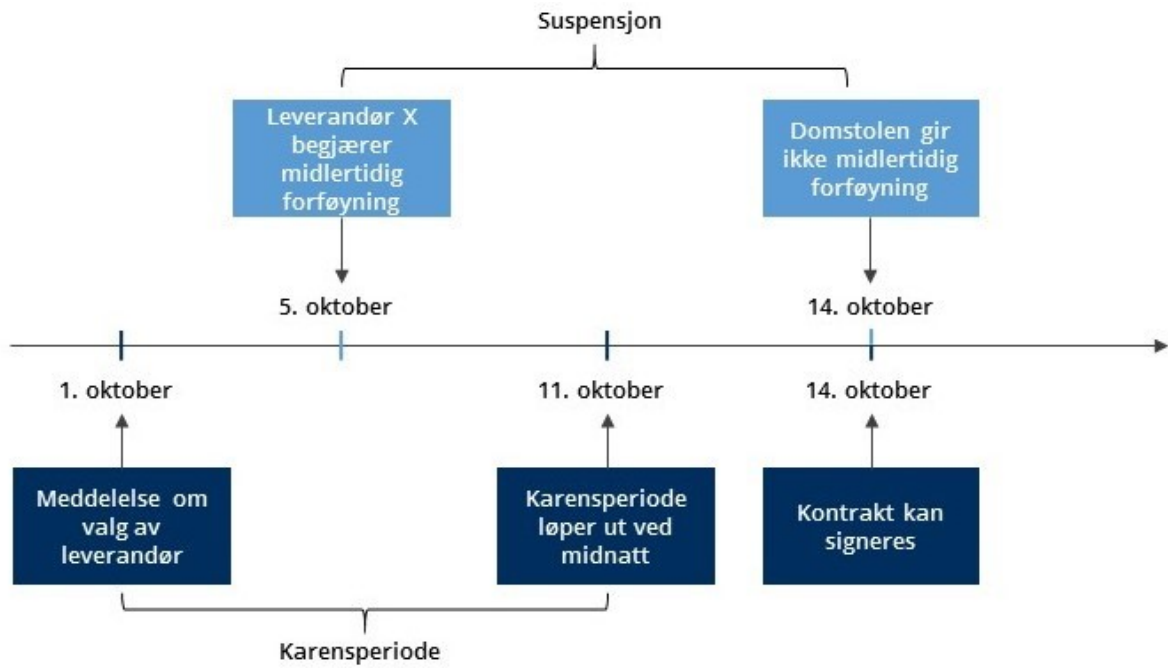 Suspensjon
Leverandør X
begjærer
midlertidig
forføyning
Domstolen gir
ikke midlertidig
forføyning
5. oktober
14. oktober
1. oktober
11. oktober
14. oktober
Meddelelse om
valg av
leverandør
Karensperiode
løper ut ved
midnatt
Kontrakt kan
signeres
Karensperiode